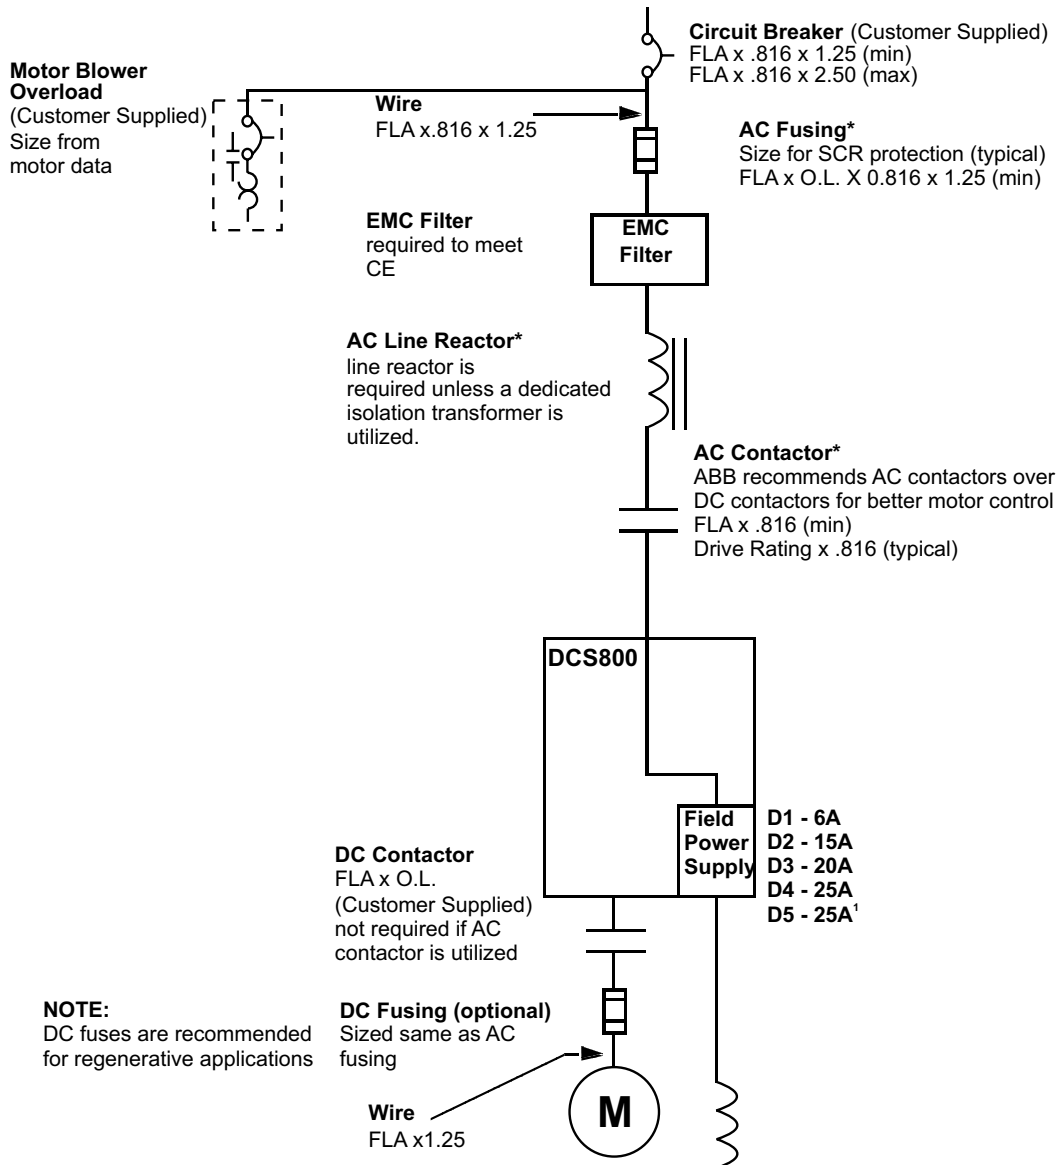 Circuit Breaker (Customer Supplied)
FLA x .816 x 1.25 (min)
FLA x .816 x 2.50 (max)
Motor Blower
Overload
(Customer Supplied)
Size from
motor data
Wire
FLA x.816 x 1.25
AC Fusing*
Size for SCR protection (typical)
FLA x O.L. X 0.816 x 1.25 (min)
EMC Filter
required to meet
CE
EMC
Filter
AC Line Reactor*
line reactor is
required unless a dedicated
isolation transformer is
utilized.
AC Contactor*
ABB recommends AC contactors over
DC contactors for better motor control
FLA x .816 (min)
Drive Rating x .816 (typical)
DCS800
Field
Power
Supply
D1 - 6A
D2 - 15A
D3 - 20A
D4 - 25A
D5 - 25A¹
DC Contactor
FLA x O.L.
(Customer Supplied)
not required if AC
contactor is utilized
NOTE:
DC fuses are recommended
for regenerative applications
DC Fusing (optional)
Sized same as AC
fusing
Wire
FLA x1.25
M